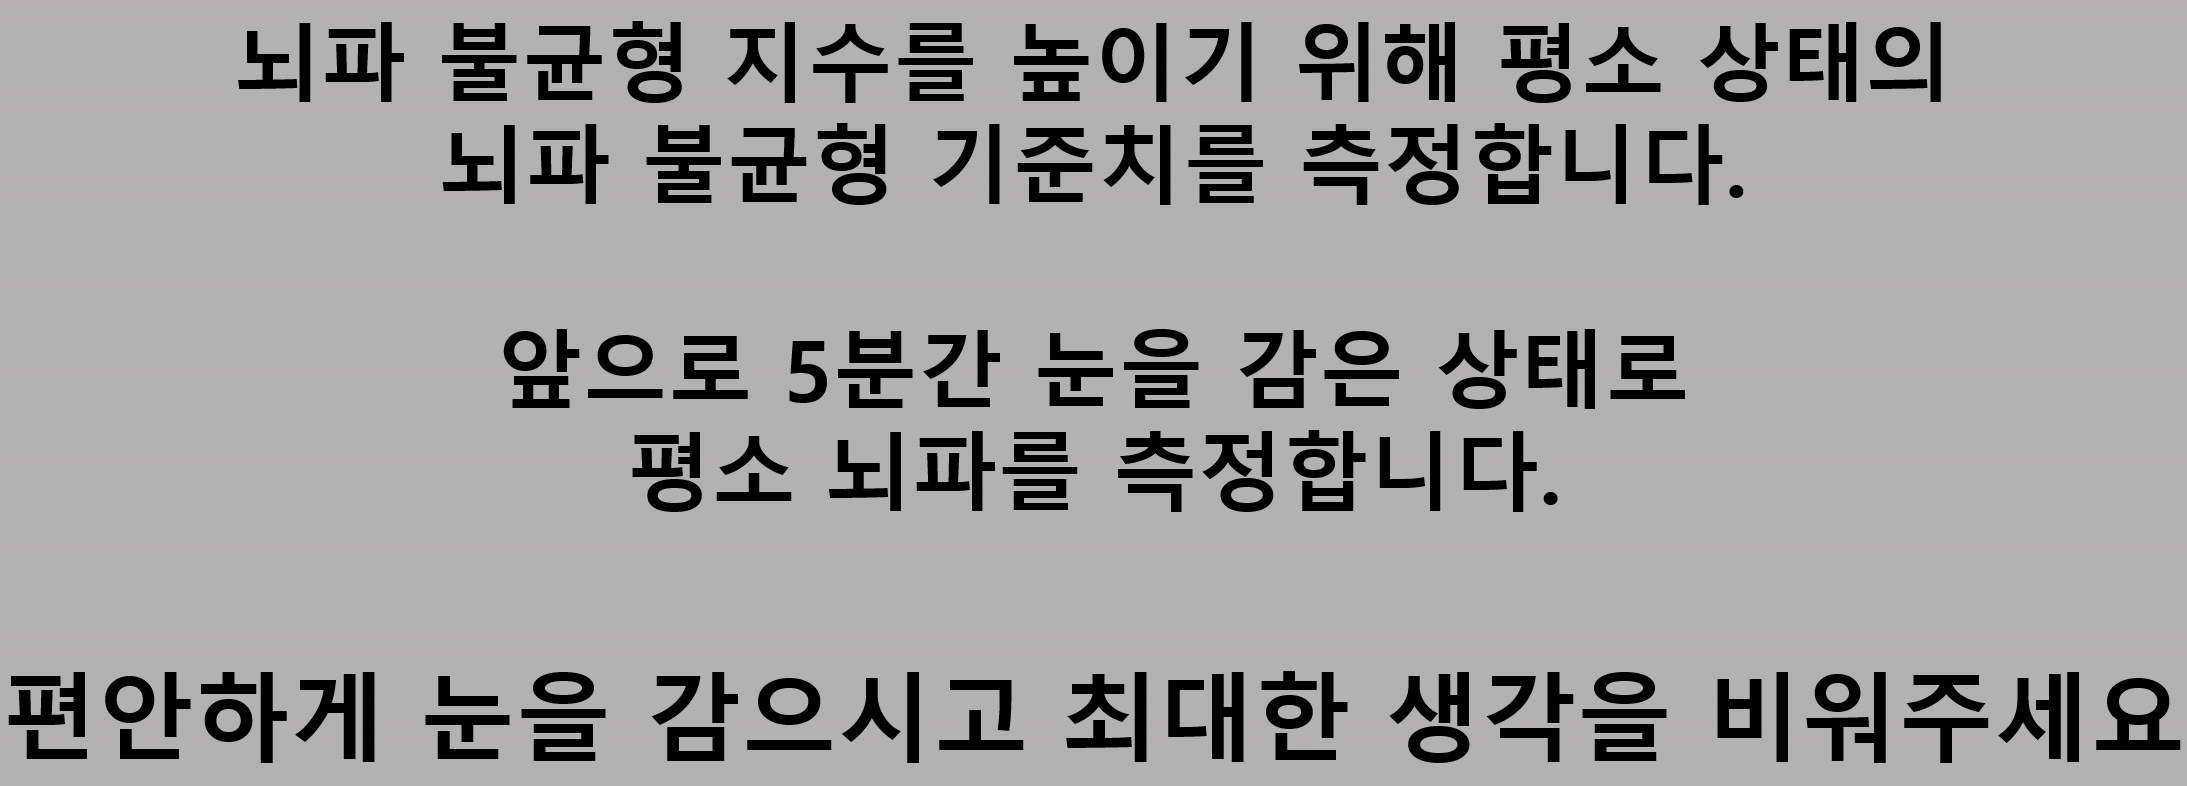 뇌파 불균형 지수를 높이기 위해 평소 상태의
뇌파 불균형 기준치를 측정합니다.
앞으로 5분간 눈을 감은 상태로
평소 뇌파를 측정합니다.
편안하게 눈을 감으시고 최대한 생각을 비워주세요